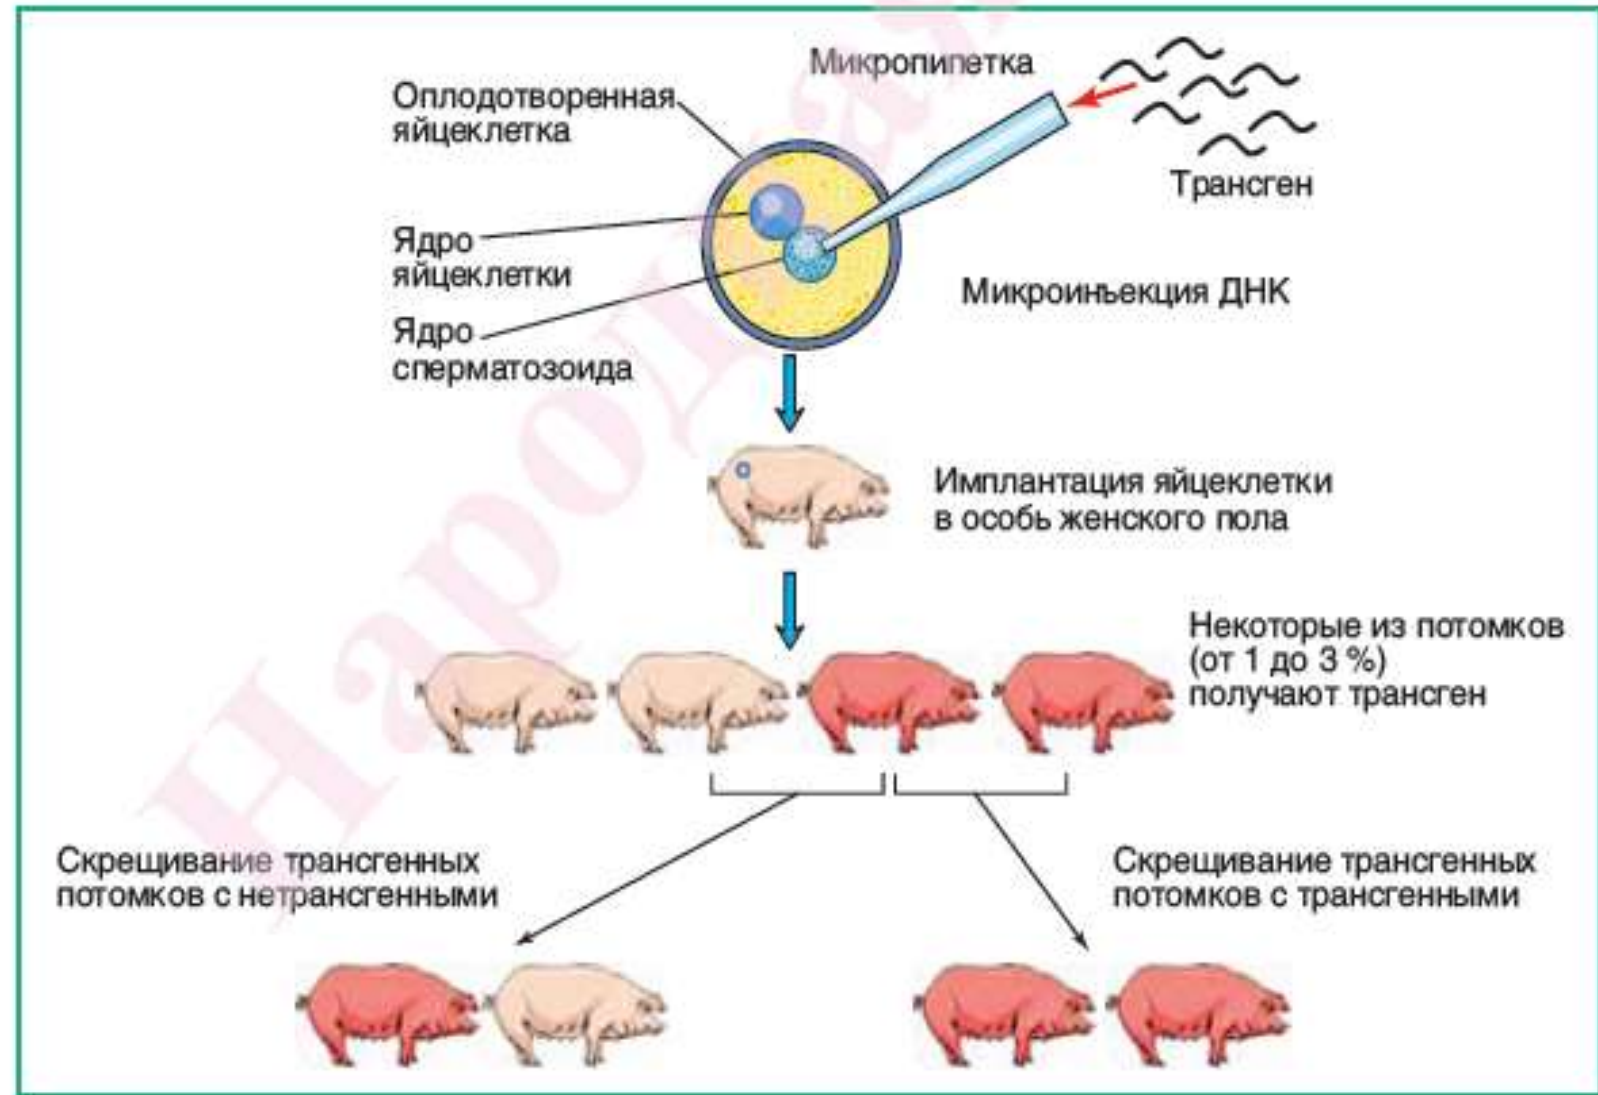 Микропипетка
Оплодотворенная
яйцеклетка
Трансген
Ядро
яйцеклетки
Микроинъекция ДНК
Ядро
сперматозоида
Имплантация яйцеклетки
в особь женского пола
Некоторые из потомков
(от 1 до 3 %)
получают трансген
Скрещивание трансгенных
потомков с нетрансгенными
Скрещивание трансгенных
потомков с трансгенными